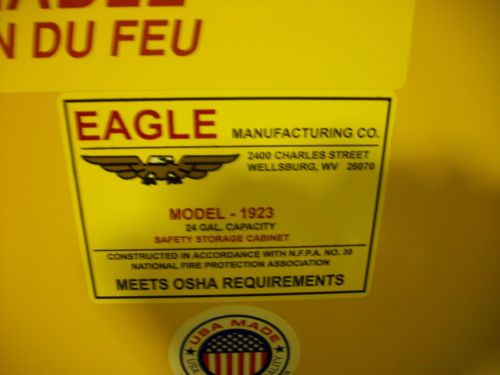 DU FEU
EAGLE MANUFACTURING CO.
2400 CHARLES STREET
WELLSBURG, WV 26070
MODEL - 1923
24 GAL. CAPACITY
SAFETY STORAGE CABINET
CONSTRUCTED IN ACCORDANCE WITH N.F.P.A. NO. 30
NATIONAL FIRE PROTECTION ASSOCIATION
MEETS OSHA REQUIREMENTS
USA MADE
USA